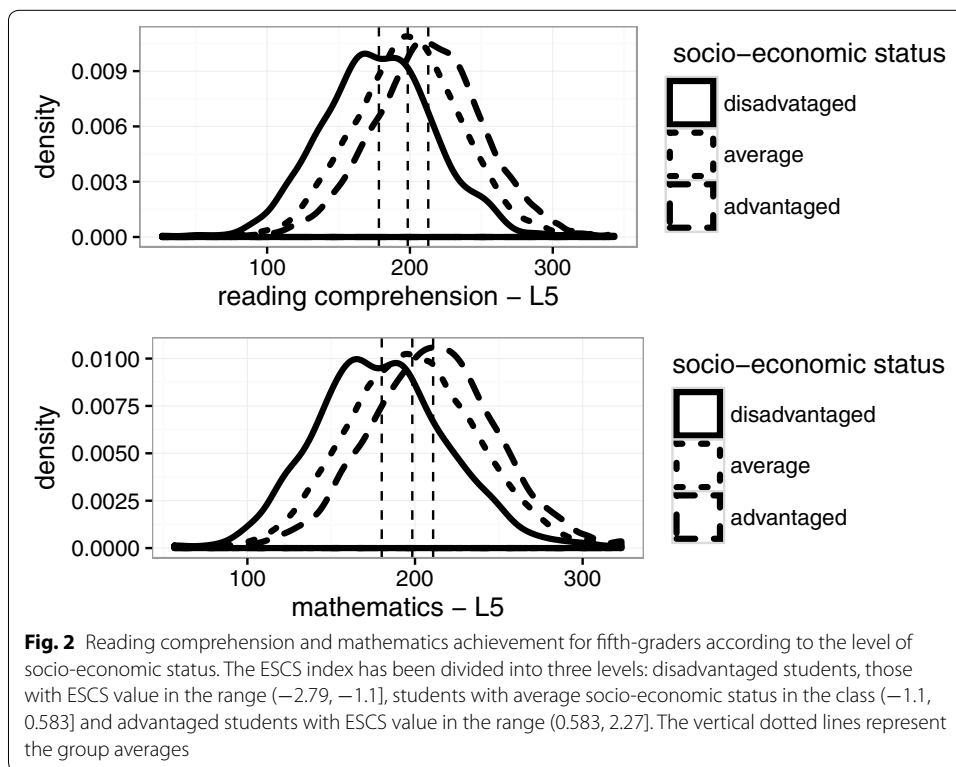 socio−economic status
disadvataged
average
advantaged
density
0.009
0.006
0.003
0.000
100 200 300
reading comprehension − L5
socio−economic status
disadvantaged
average
advantaged
density
0.0100
0.0075
0.0050
0.0025
0.0000
100 200 300
mathematics − L5
Fig. 2 Reading comprehension and mathematics achievement for fifth-graders according to the level of
socio-economic status. The ESCS index has been divided into three levels: disadvantaged students, those
with ESCS value in the range (−2.79, −1.1], students with average socio-economic status in the class (−1.1,
0.583] and advantaged students with ESCS value in the range (0.583, 2.27]. The vertical dotted lines represent
the group averages